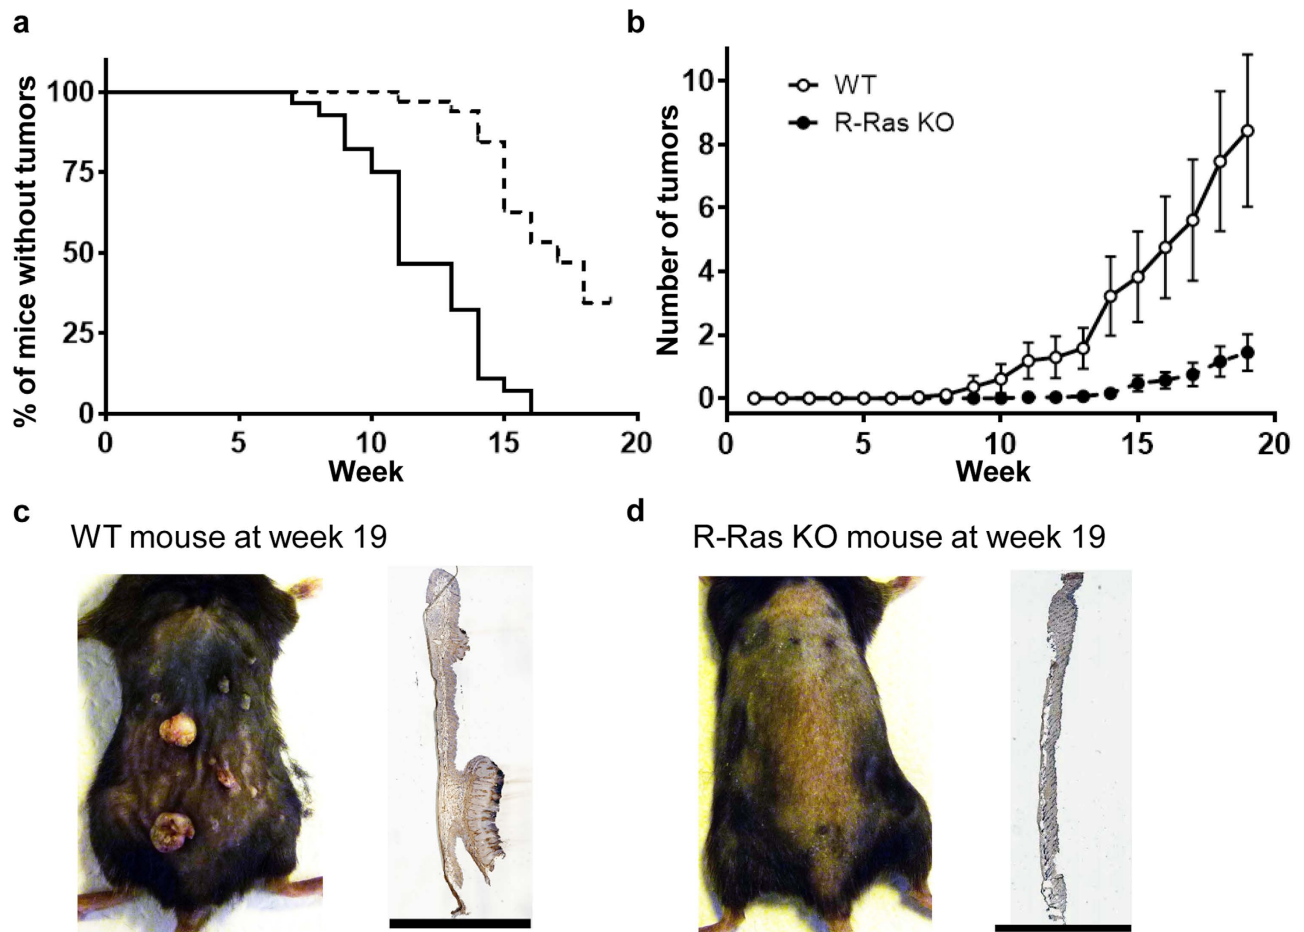 a
100
75
50
25
0
% of mice without tumors
0 5 10 15 20
Week
b
10
8
6
4
2
0
Number of tumors
WT
R-Ras KO
0 5 10 15 20
Week
c
WT mouse at week 19
d
R-Ras KO mouse at week 19